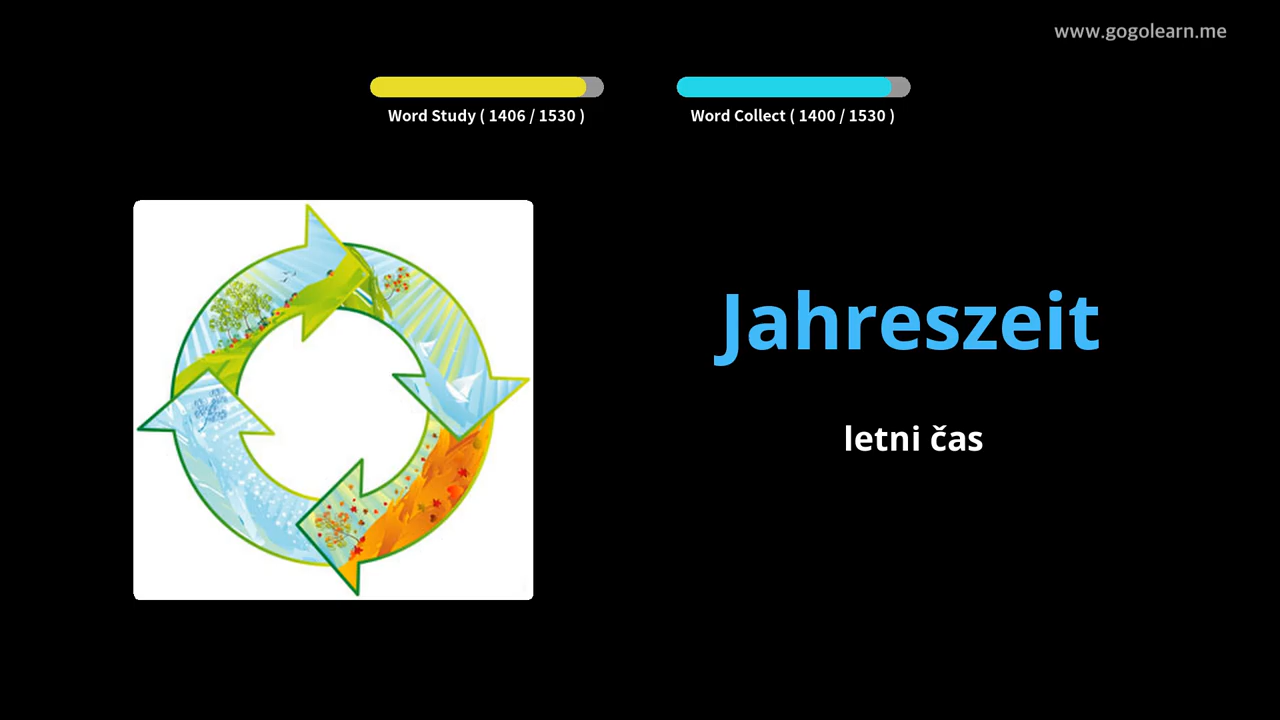 www.gogolearn.me
Word Study ( 1406 / 1530 )
Word Collect ( 1400 / 1530 )
Jahreszeit
letni čas